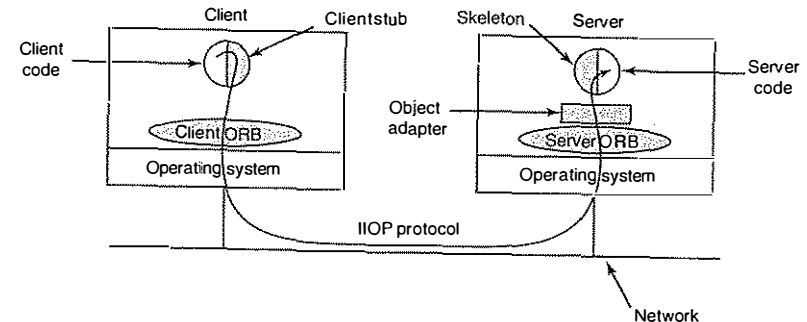 Client
Clientstub
Skeleton
Server
Client
code
Server
code
Object
adapter
Client ORB
Server ORB
Operating system
Operating system
IIOP protocol
Network